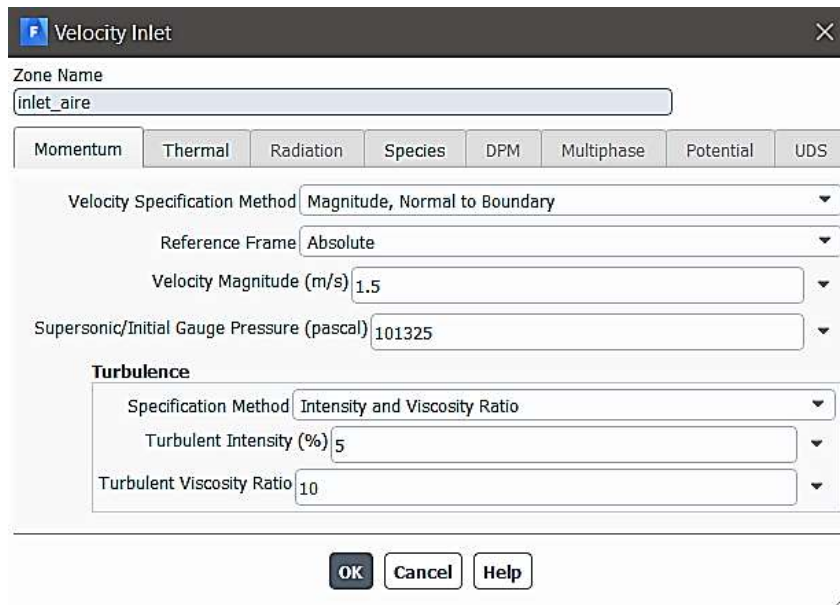 F Velocity Inlet
Zone Name
inlet_aire
Momentum Thermal Radiation Species DPM Multiphase Potential UDS
Velocity Specification Method Magnitude, Normal to Boundary
Reference Frame Absolute
Velocity Magnitude (m/s) 1.5
Supersonic/Initial Gauge Pressure (pascal) 101325
Turbulence
Specification Method Intensity and Viscosity Ratio
Turbulent Intensity (%) 5
Turbulent Viscosity Ratio 10
OK Cancel Help